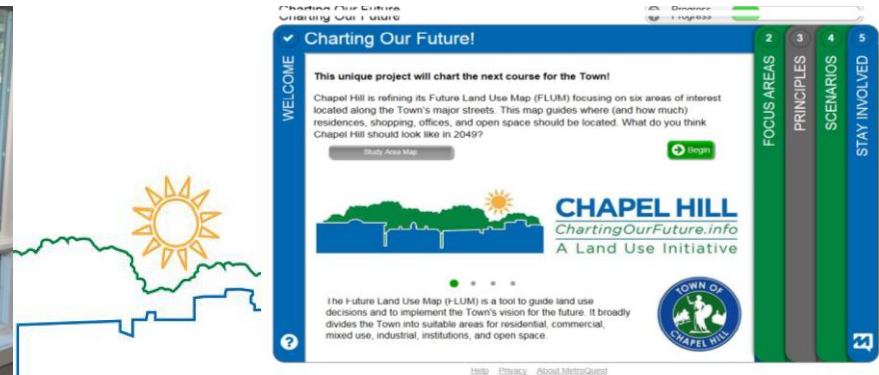 Charting Our Future
Charting Our Future
Progress
Progress
Charting Our Future!
WELCOME
This unique project will chart the next course for the Town!
Chapel Hill is refining its Future Land Use Map (FLUM) focusing on six areas of interest
located along the Town's major streets. This map guides where (and how much)
residences, shopping, offices, and open space should be located. What do you think
Chapel Hill should look like in 2049?
Study Area Map
Begin
CHAPEL HILL
ChartingOurFuture.info
A Land Use Initiative
The Future Land Use Map (FLUM) is a tool to guide land use
decisions and to implement the Town's vision for the future. It broadly
divides the Town into suitable areas for residential, commercial,
mixed use, industrial, institutions, and open space.
TOWN OF
CHAPEL HILL
?
2
FOCUS AREAS
3
PRINCIPLES
4
SCENARIOS
5
STAY INVOLVED
Help Privacy About MetroQuest